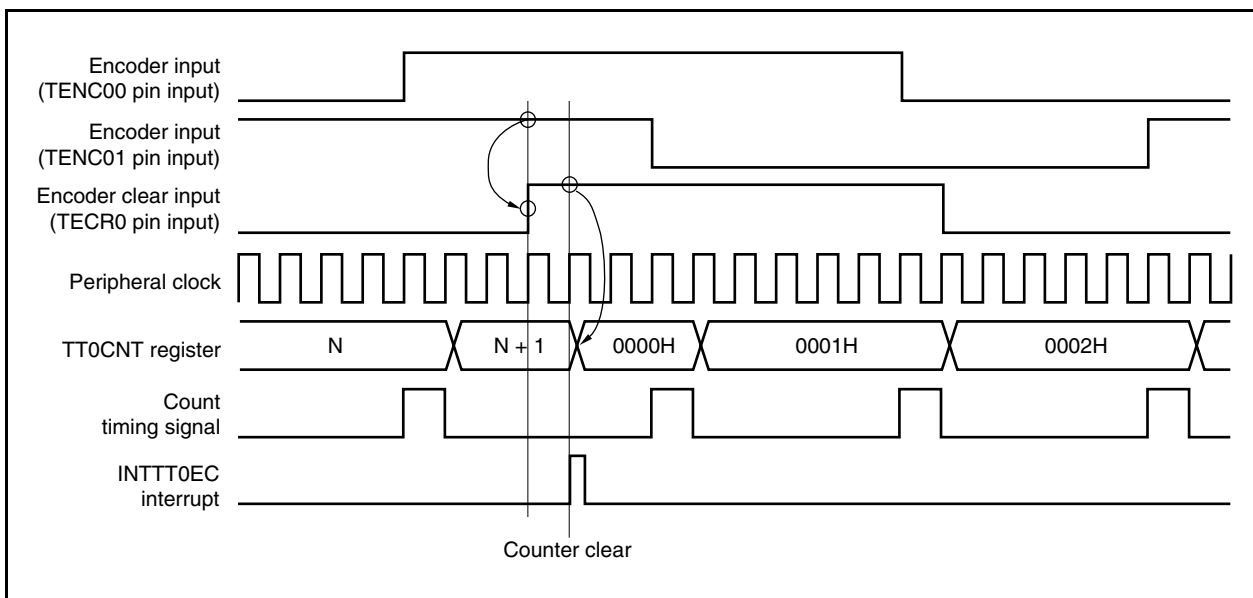 Encoder input
(TENC00 pin input)
Encoder input
(TENC01 pin input)
Encoder clear input
(TECR0 pin input)
Peripheral clock
TT0CNT register
N
N + 1
0000H
0001H
0002H
Count
timing signal
INTTT0EC
interrupt
Counter clear